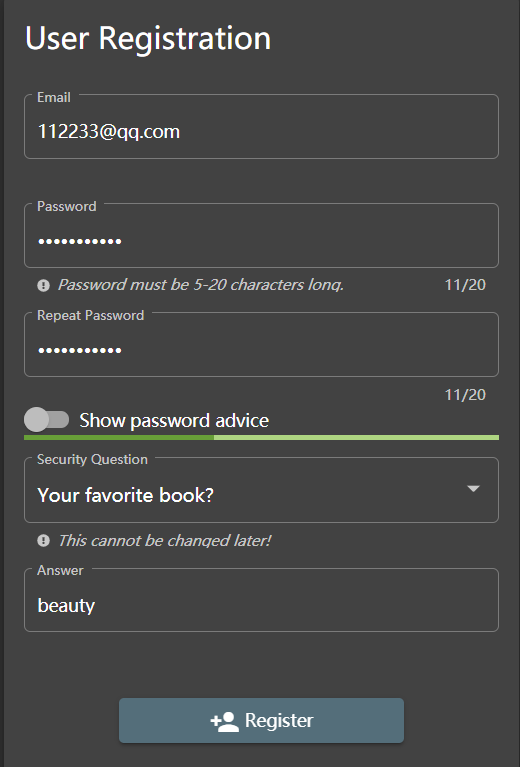 User Registration
Email
112233@qq.com
Password
•••••••••••
Password must be 5-20 characters long. 11/20
Repeat Password
•••••••••••
11/20
Show password advice
Security Question
Your favorite book?
This cannot be changed later!
Answer
beauty
Register